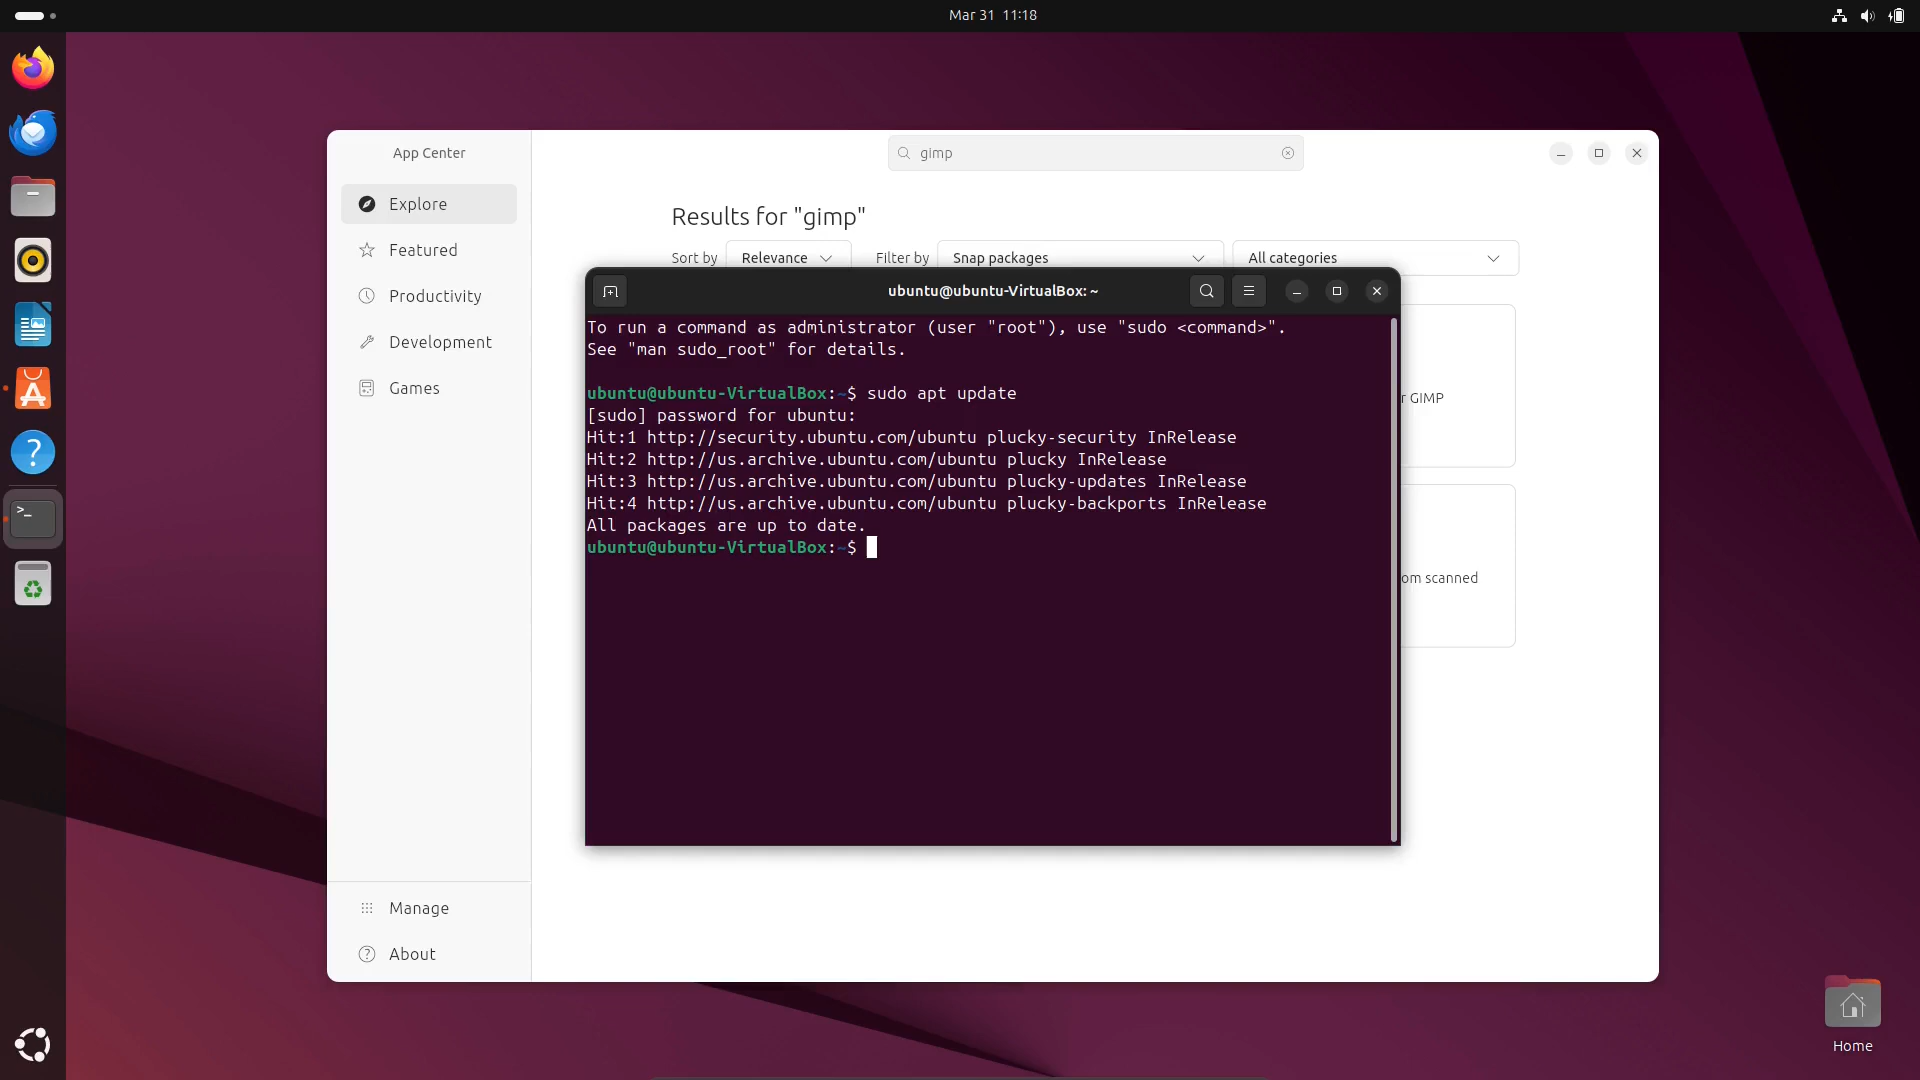 Mar 31 11:18
App Center
gimp
Explore
Featured
Productivity
Development
Games
Manage
About
Results for "gimp"
Sort by Relevance Filter by Snap packages All categories
r GIMP
om scanned
ubuntu@ubuntu-VirtualBox: ~
To run a command as administrator (user "root"), use "sudo <command>".
See "man sudo_root" for details.
ubuntu@ubuntu-VirtualBox:~$ sudo apt update
[sudo] password for ubuntu:
Hit:1 http://security.ubuntu.com/ubuntu plucky-security InRelease
Hit:2 http://us.archive.ubuntu.com/ubuntu plucky InRelease
Hit:3 http://us.archive.ubuntu.com/ubuntu plucky-updates InRelease
Hit:4 http://us.archive.ubuntu.com/ubuntu plucky-backports InRelease
All packages are up to date.
ubuntu@ubuntu-VirtualBox:~$
Home